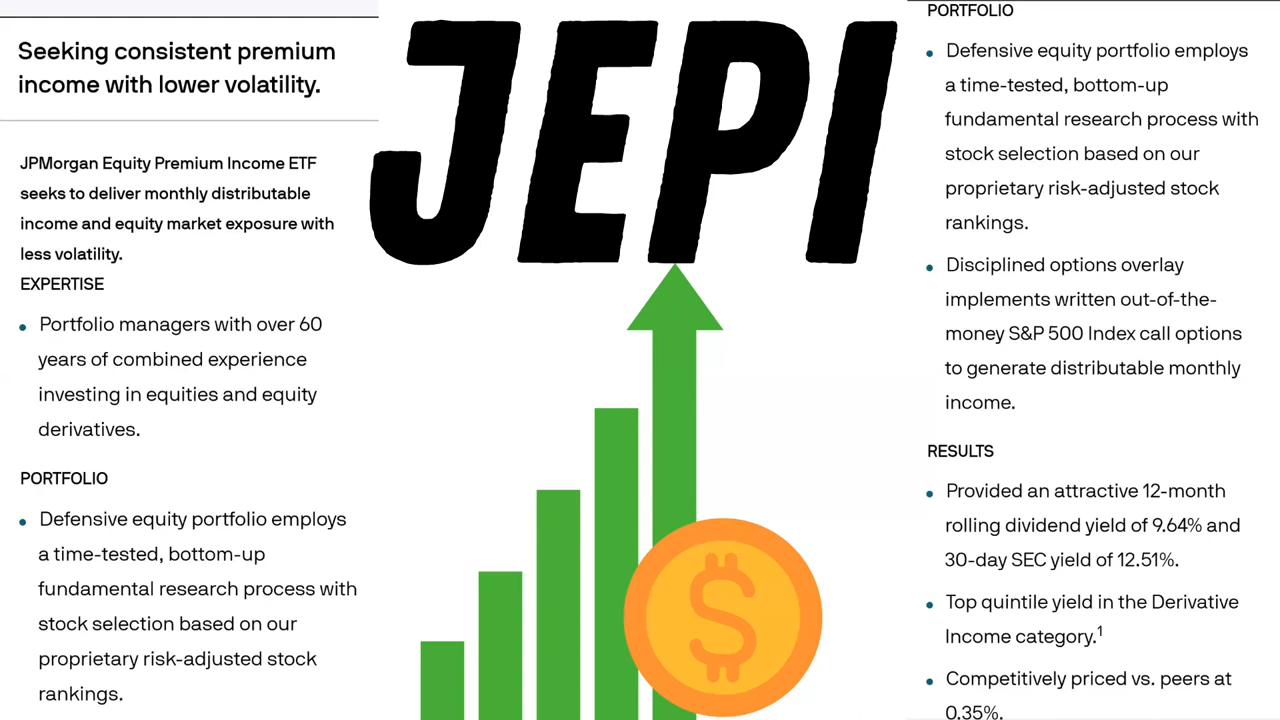 Seeking consistent premium
income with lower volatility.
JPMorgan Equity Premium Income ETF
seeks to deliver monthly distributable
income and equity market exposure with
less volatility.
EXPERTISE
• Portfolio managers with over 60
years of combined experience
investing in equities and equity
derivatives.
PORTFOLIO
• Defensive equity portfolio employs
a time-tested, bottom-up
fundamental research process with
stock selection based on our
proprietary risk-adjusted stock
rankings.
JEPI
$
PORTFOLIO
• Defensive equity portfolio employs
a time-tested, bottom-up
fundamental research process with
stock selection based on our
proprietary risk-adjusted stock
rankings.
• Disciplined options overlay
implements written out-of-the-
money S&P 500 Index call options
to generate distributable monthly
income.
RESULTS
• Provided an attractive 12-month
rolling dividend yield of 9.64% and
30-day SEC yield of 12.51%.
• Top quintile yield in the Derivative
Income category.¹
• Competitively priced vs. peers at
0.35%.